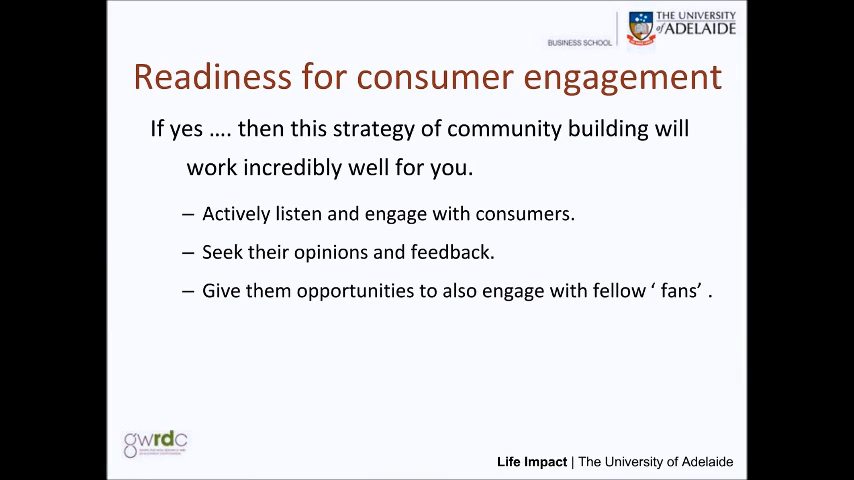 THE UNIVERSITY
of ADELAIDE
BUSINESS SCHOOL
Readiness for consumer engagement
If yes .... then this strategy of community building will
work incredibly well for you.
– Actively listen and engage with consumers.
– Seek their opinions and feedback.
– Give them opportunities to also engage with fellow ‘ fans’ .
gwrdc
Life Impact | The University of Adelaide